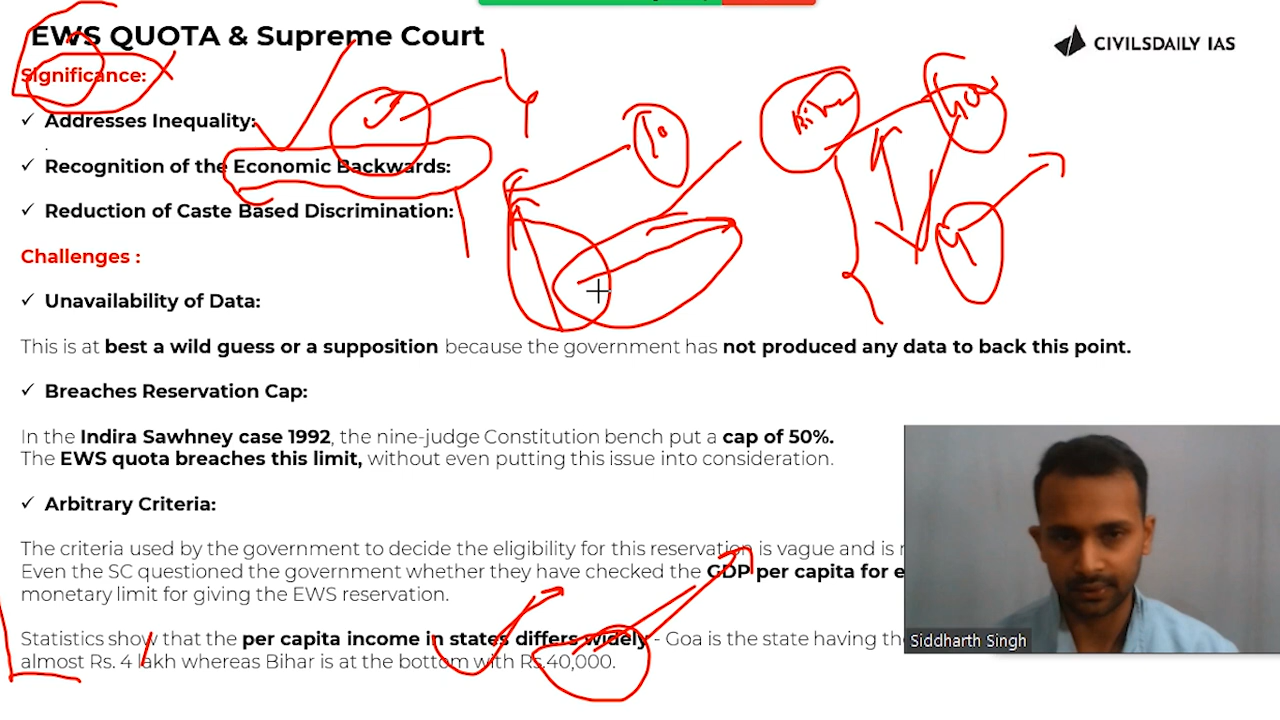 EWS QUOTA & Supreme Court
CIVILSDAILY IAS
Significance:
✓ Addresses Inequality:
.
✓ Recognition of the Economic Backwards:
✓ Reduction of Caste Based Discrimination:
Challenges :
✓ Unavailability of Data:
This is at best a wild guess or a supposition because the government has not produced any data to back this point.
✓ Breaches Reservation Cap:
In the Indira Sawhney case 1992, the nine-judge Constitution bench put a cap of 50%.
The EWS quota breaches this limit, without even putting this issue into consideration.
✓ Arbitrary Criteria:
The criteria used by the government to decide the eligibility for this reservation is vague and is
Even the SC questioned the government whether they have checked the GDP per capita for
monetary limit for giving the EWS reservation.
Statistics show that the per capita income in states differs widely - Goa is the state having
almost Rs. 4 lakh whereas Bihar is at the bottom with Rs.40,000.
Bihar
Goa
Siddharth Singh